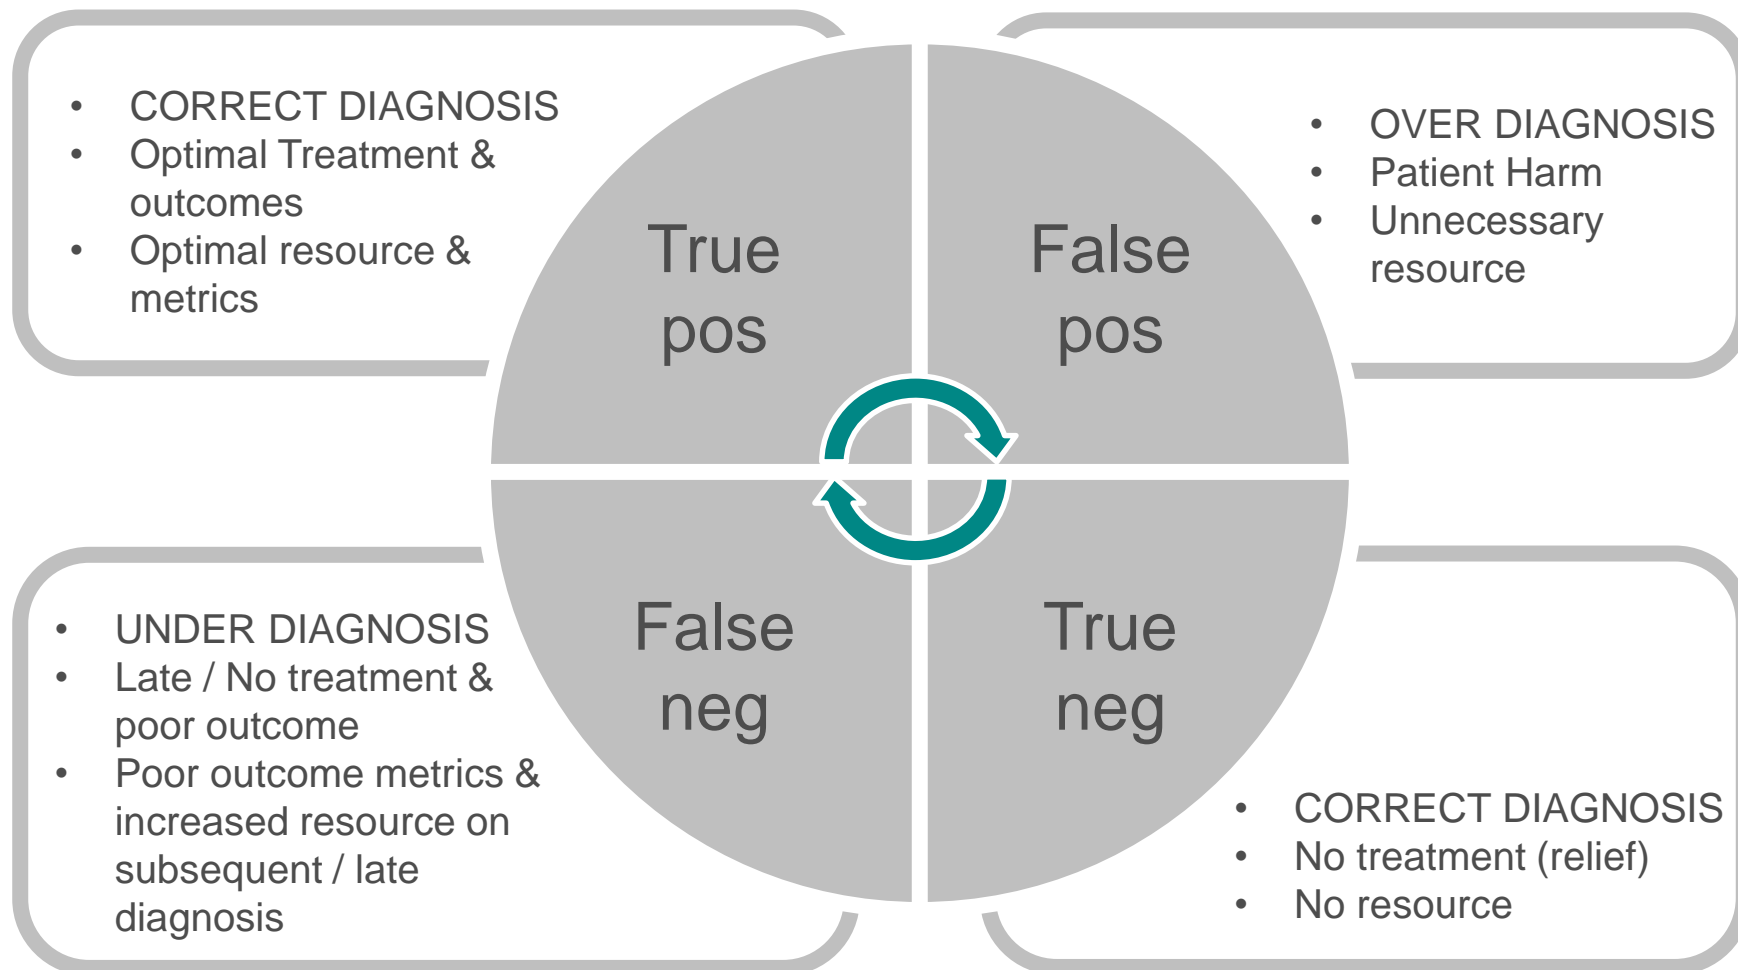 • CORRECT DIAGNOSIS
• Optimal Treatment &
outcomes
• Optimal resource &
metrics
True
pos
False
pos
• OVER DIAGNOSIS
• Patient Harm
• Unnecessary
resource
• UNDER DIAGNOSIS
• Late / No treatment &
poor outcome
• Poor outcome metrics &
increased resource on
subsequent / late
diagnosis
False
neg
True
neg
• CORRECT DIAGNOSIS
• No treatment (relief)
• No resource